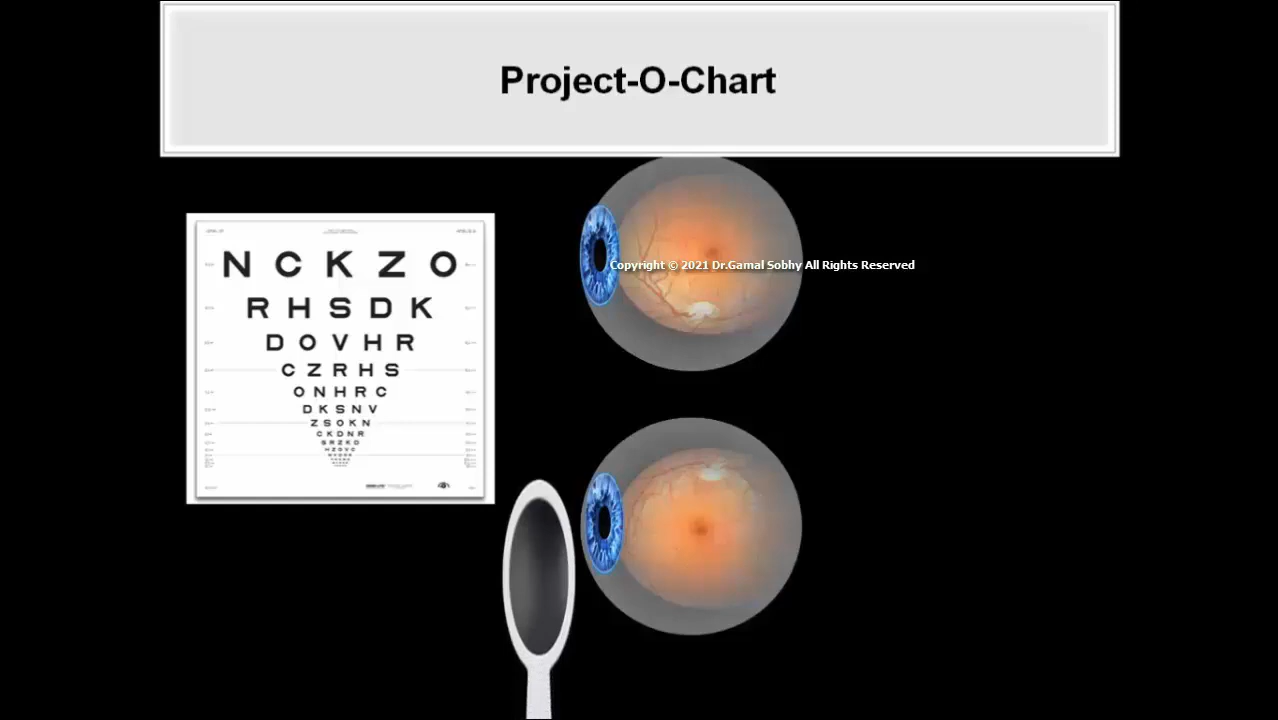 Project-O-Chart
Copyright © 2021 Dr.Gamal Sobhy All Rights Reserved
N C K Z O
R H S D K
D O V H R
C Z R H S
O N H R C
D K S N V
Z S O K N
C K D N R
S R Z K D
H Z O V C